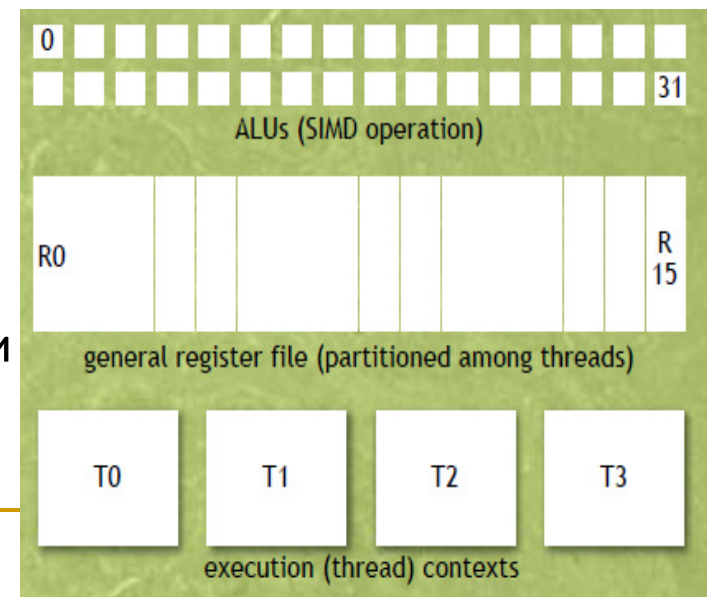 0
31
ALUs (SIMD operation)
R0
R
15
general register file (partitioned among threads)
T0 T1 T2 T3
execution (thread) contexts